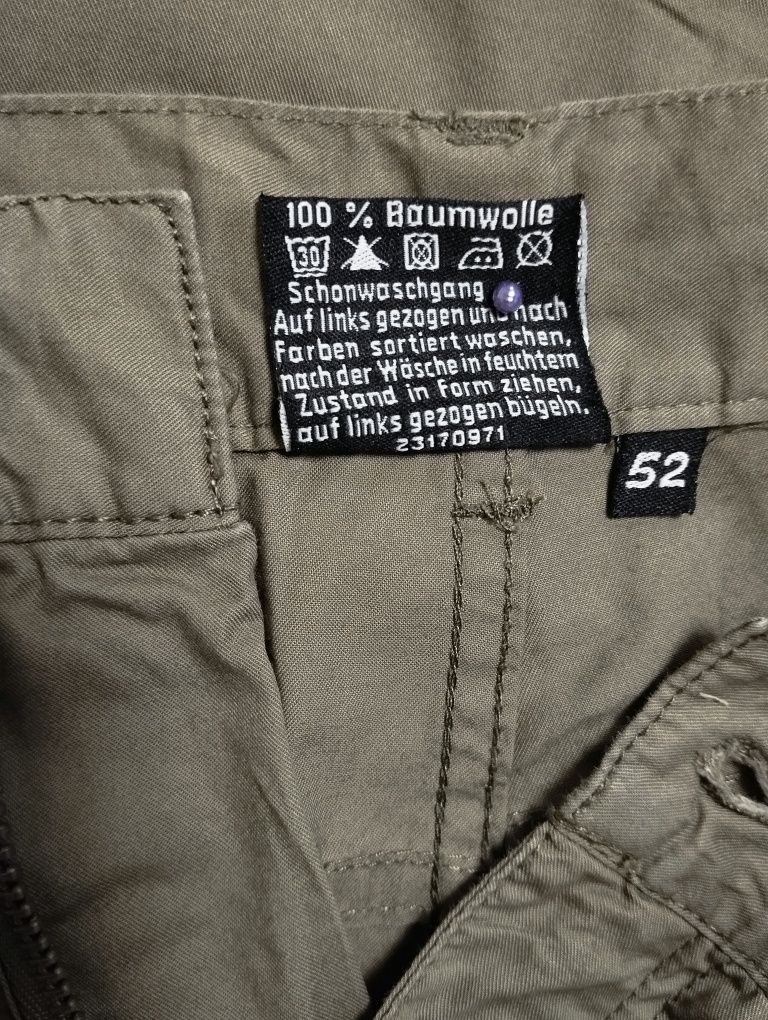 100 % Baumwolle
30
Schonwaschgang
Auf links gezogen und nach
Farben sortiert waschen,
nach der Wäsche in feuchtem
Zustand in Form ziehen,
auf links gezogen bügeln.
23170971
52